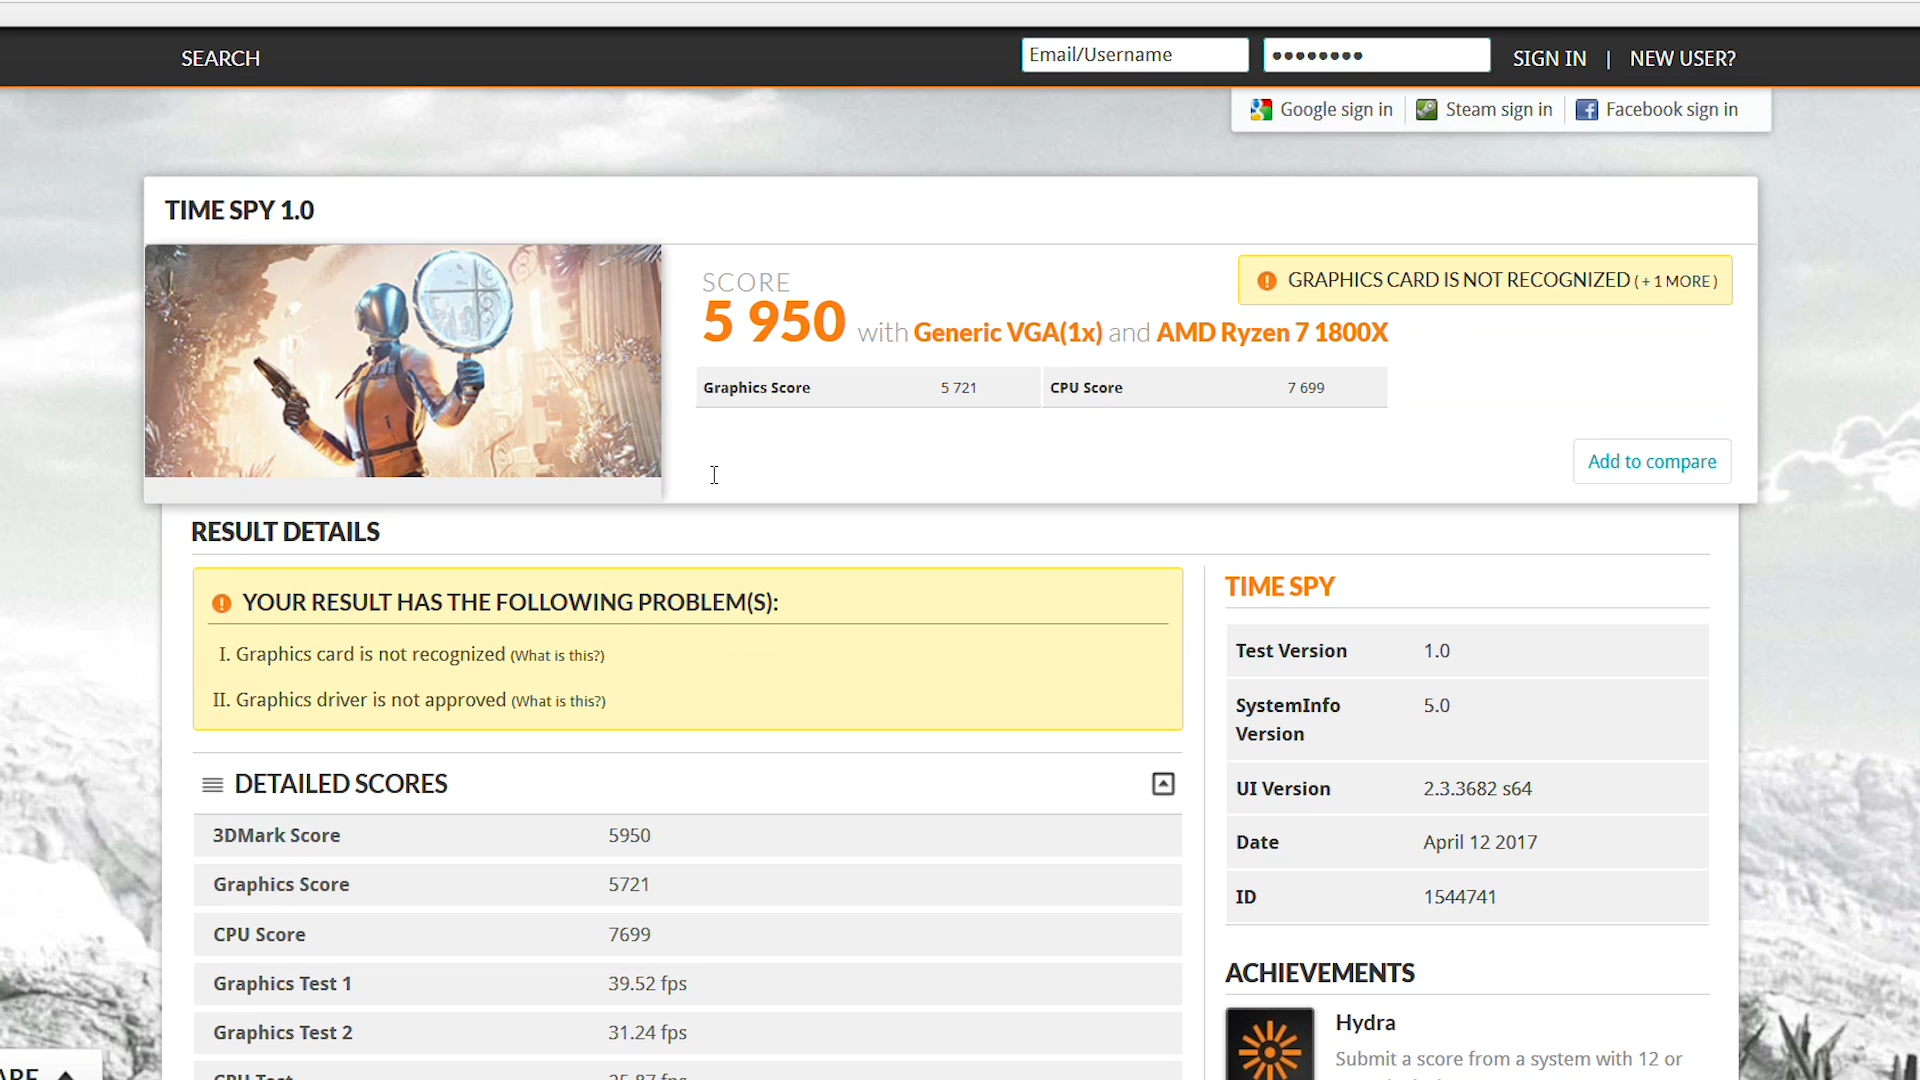 SEARCH
Email/Username
SIGN IN | NEW USER?
Google sign in
Steam sign in
Facebook sign in
TIME SPY 1.0
SCORE
GRAPHICS CARD IS NOT RECOGNIZED ( + 1 MORE )
5 950 with Generic VGA(1x) and AMD Ryzen 7 1800X
Graphics Score 5 721 CPU Score 7 699
Add to compare
RESULT DETAILS
YOUR RESULT HAS THE FOLLOWING PROBLEM(S):
I. Graphics card is not recognized (What is this?)
II. Graphics driver is not approved (What is this?)
DETAILED SCORES
3DMark Score 5950
Graphics Score 5721
CPU Score 7699
Graphics Test 1 39.52 fps
Graphics Test 2 31.24 fps
TIME SPY
Test Version 1.0
SystemInfo Version 5.0
UI Version 2.3.3682 s64
Date April 12 2017
ID 1544741
ACHIEVEMENTS
Hydra
Submit a score from a system with 12 or